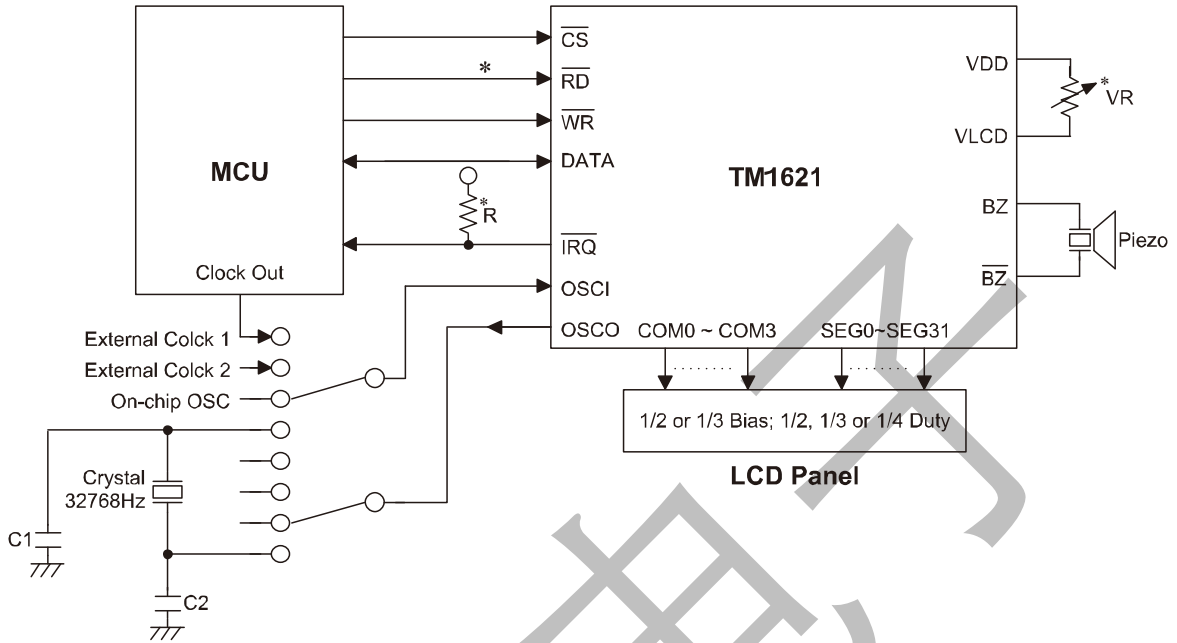 MCU
Clock Out
*
*
R
CS
RD
WR
DATA
IRQ
OSCI
OSCO
TM1621
VDD
VLCD
*
VR
BZ
BZ
Piezo
COM0 ~ COM3
SEG0~SEG31
External Colck 1
External Colck 2
On-chip OSC
1/2 or 1/3 Bias; 1/2, 1/3 or 1/4 Duty
LCD Panel
Crystal
32768Hz
C1
C2
电子